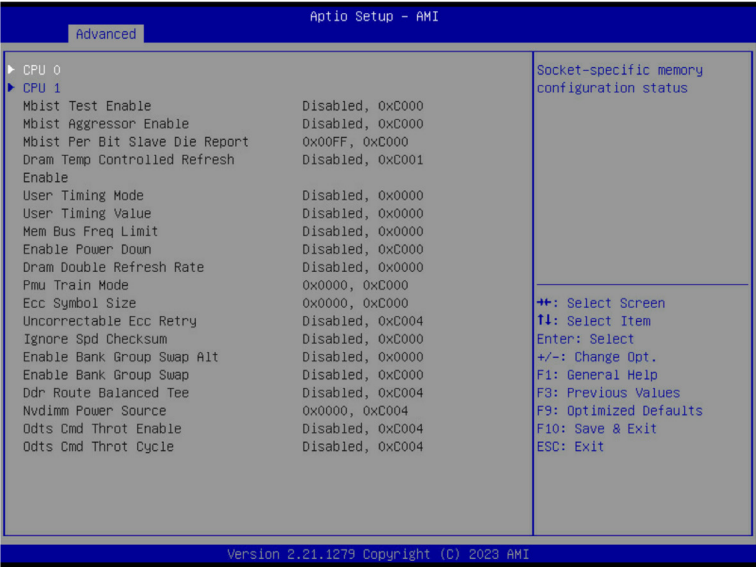 Aptio Setup – AMI
Advanced
CPU 0
CPU 1
Mbist Test Enable Disabled, 0xC000
Mbist Aggressor Enable Disabled, 0xC000
Mbist Per Bit Slave Die Report 0x00FF, 0xC000
Dram Temp Controlled Refresh Disabled, 0xC001
Enable
User Timing Mode Disabled, 0x0000
User Timing Value Disabled, 0x0000
Mem Bus Freq Limit Disabled, 0x0000
Enable Power Down Disabled, 0xC000
Dram Double Refresh Rate Disabled, 0x0000
Pmu Train Mode 0x0000, 0xC000
Ecc Symbol Size 0x0000, 0xC000
Uncorrectable Ecc Retry Disabled, 0xC004
Ignore Spd Checksum Disabled, 0xC000
Enable Bank Group Swap Alt Disabled, 0x0000
Enable Bank Group Swap Disabled, 0xC000
Ddr Route Balanced Tee Disabled, 0xC004
Nvdimm Power Source 0x0000, 0xC004
Odts Cmd Throt Enable Disabled, 0xC004
Odts Cmd Throt Cycle Disabled, 0xC004
Socket-specific memory
configuration status
→←: Select Screen
↑↓: Select Item
Enter: Select
+/-: Change Opt.
F1: General Help
F3: Previous Values
F9: Optimized Defaults
F10: Save & Exit
ESC: Exit
Version 2.21.1279 Copyright (C) 2023 AMI